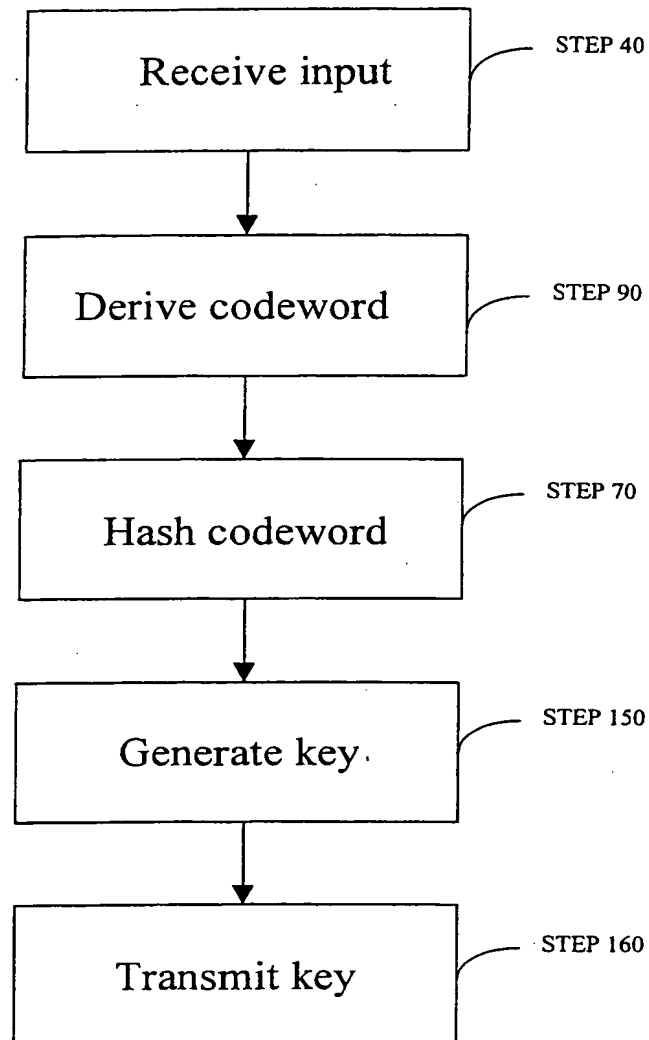 Receive input
STEP 40
Derive codeword
STEP 90
Hash codeword
STEP 70
Generate key
STEP 150
Transmit key
STEP 160